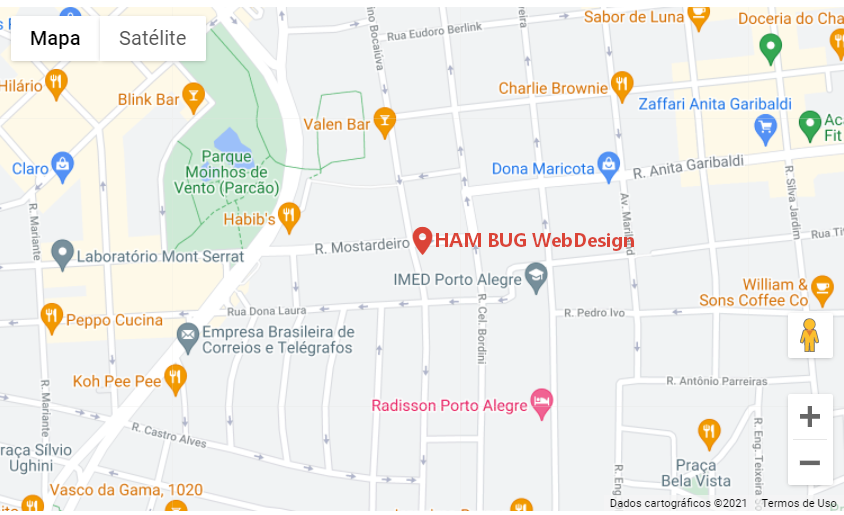 Mapa
Satélite
Sabor de Luna
Doceria do Cha
Rua Eudoro Berlink
ino Bocaiúva
Hilário
Blink Bar
Charlie Brownie
Valen Bar
Zaffari Anita Garibaldi
Aca
Fit
Claro
Parque
Moinhos de
Vento (Parcão)
Dona Maricota
R. Anita Garibaldi
R. Mariante
Habib's
R. Silva Jardim
R. Mostardeiro
HAM BUG WebDesign
Rua Tit
Laboratório Mont Serrat
IMED Porto Alegre
William &
Sons Coffee Co
Peppo Cucina
Rua Dona Laura
R. Pedro Ivo
Empresa Brasileira de
Correios e Telégrafos
R. Cel. Bordini
Koh Pee Pee
R. Antônio Parreiras
R. Mariante
Radisson Porto Alegre
R. Castro Alves
raça Sílvio
Ughini
Praça
Bela Vista
R. Eng. Teixeira S
R. Eng
Vasco da Gama, 1020
Dados cartográficos ©2021
Termos de Uso